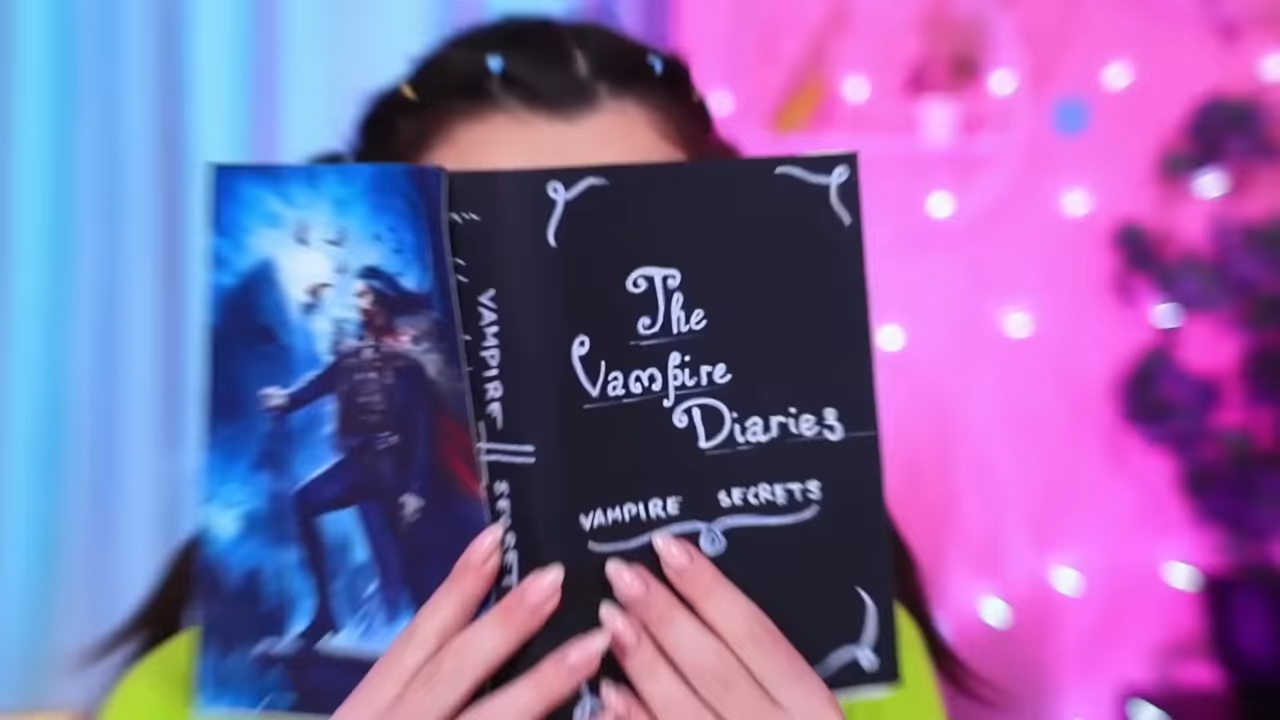 The
Vampire
Diaries
VAMPIRE SECRETS
VAMPIRE